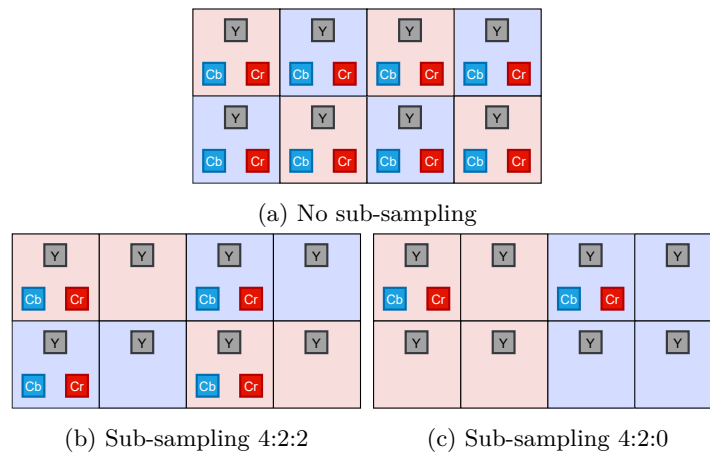 Y Y Y Y
Cb Cr Cb Cr Cb Cr Cb Cr
Y Y Y Y
Cb Cr Cb Cr Cb Cr Cb Cr
(a) No sub-sampling
Y Y Y Y
Cb Cr Cb Cr
Y Y Y Y
Cb Cr Cb Cr
(b) Sub-sampling 4:2:2
Y Y Y Y
Cb Cr Cb Cr
Y Y Y Y
(c) Sub-sampling 4:2:0